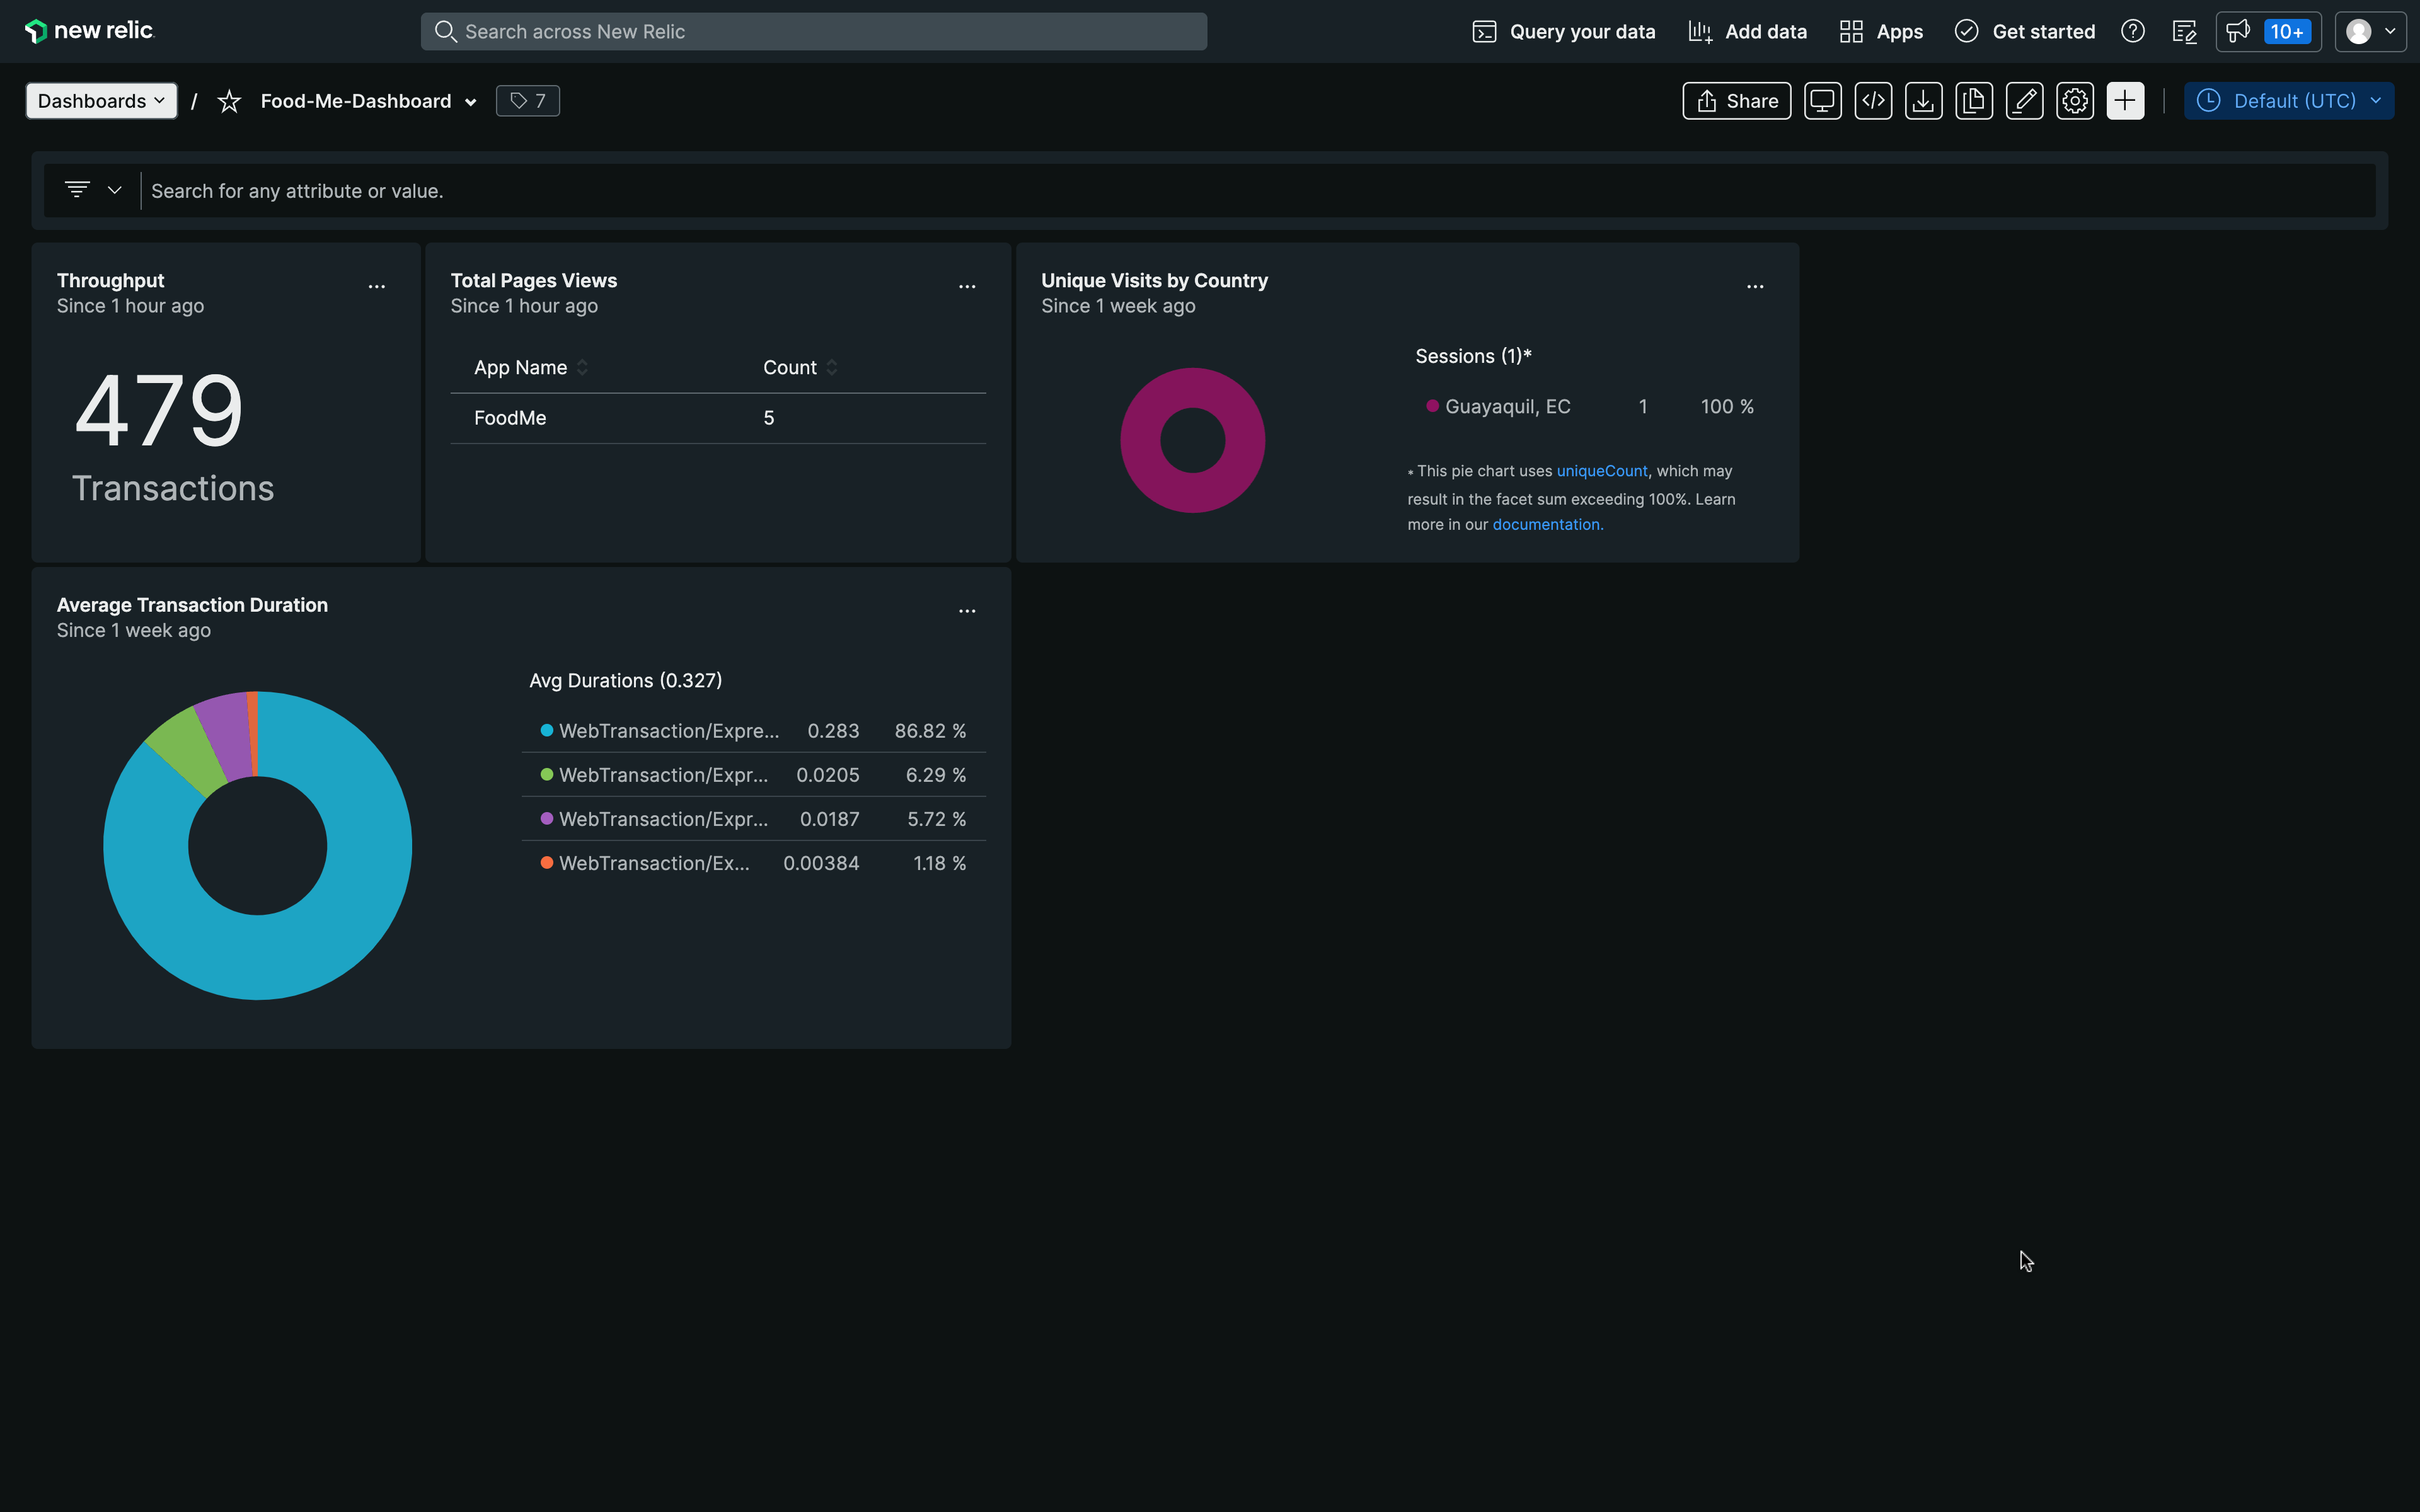 new relic
Search across New Relic
Query your data
Add data
Apps
Get started
10+
Dashboards / Food-Me-Dashboard 7
Share
Default (UTC)
Search for any attribute or value.
Throughput
Since 1 hour ago
479
Transactions
Total Pages Views
Since 1 hour ago
App Name Count
FoodMe 5
Unique Visits by Country
Since 1 week ago
Sessions (1)*
Guayaquil, EC 1 100 %
* This pie chart uses uniqueCount, which may
result in the facet sum exceeding 100%. Learn
more in our documentation.
Average Transaction Duration
Since 1 week ago
Avg Durations (0.327)
WebTransaction/Expre... 0.283 86.82 %
WebTransaction/Expr... 0.0205 6.29 %
WebTransaction/Expr... 0.0187 5.72 %
WebTransaction/Ex... 0.00384 1.18 %